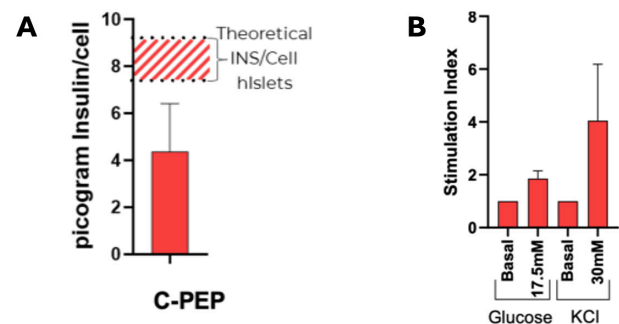 A
picogram Insulin/cell
10
8
6
4
2
0
Theoretical
INS/Cell
hIslets
C-PEP
B
Stimulation Index
8
6
4
2
0
Basal
17.5mM
Basal
30mM
Glucose
KCl